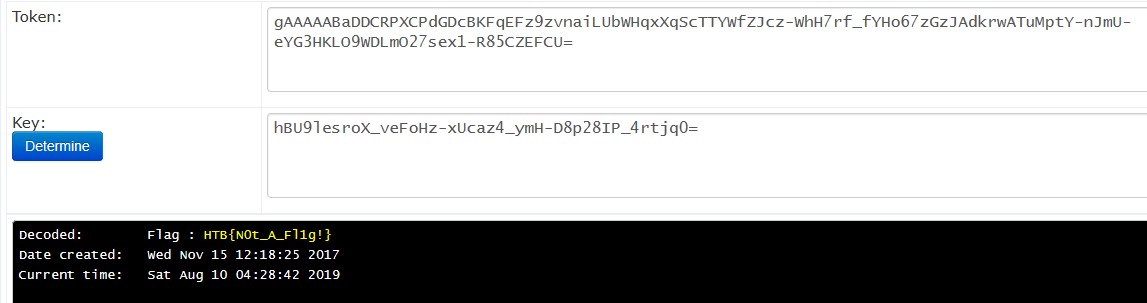 Token:
gAAAAABaDDCRPXCPdGDcBKFqEFz9zvnaiLUbWHqxXqScTTYWfZJcz-WhH7rf_fYHo67zGzJAdkrwATuMptY-nJmU-
eYG3HKLO9WDLmO27sex1-R85CZEFCU=
Key:
hBU9lesroX_veFoHz-xUcaz4_ymH-D8p28IP_4rtjq0=
Determine
Decoded: Flag : HTB{N0t_A_Fl1g!}
Date created: Wed Nov 15 12:18:25 2017
Current time: Sat Aug 10 04:28:42 2019